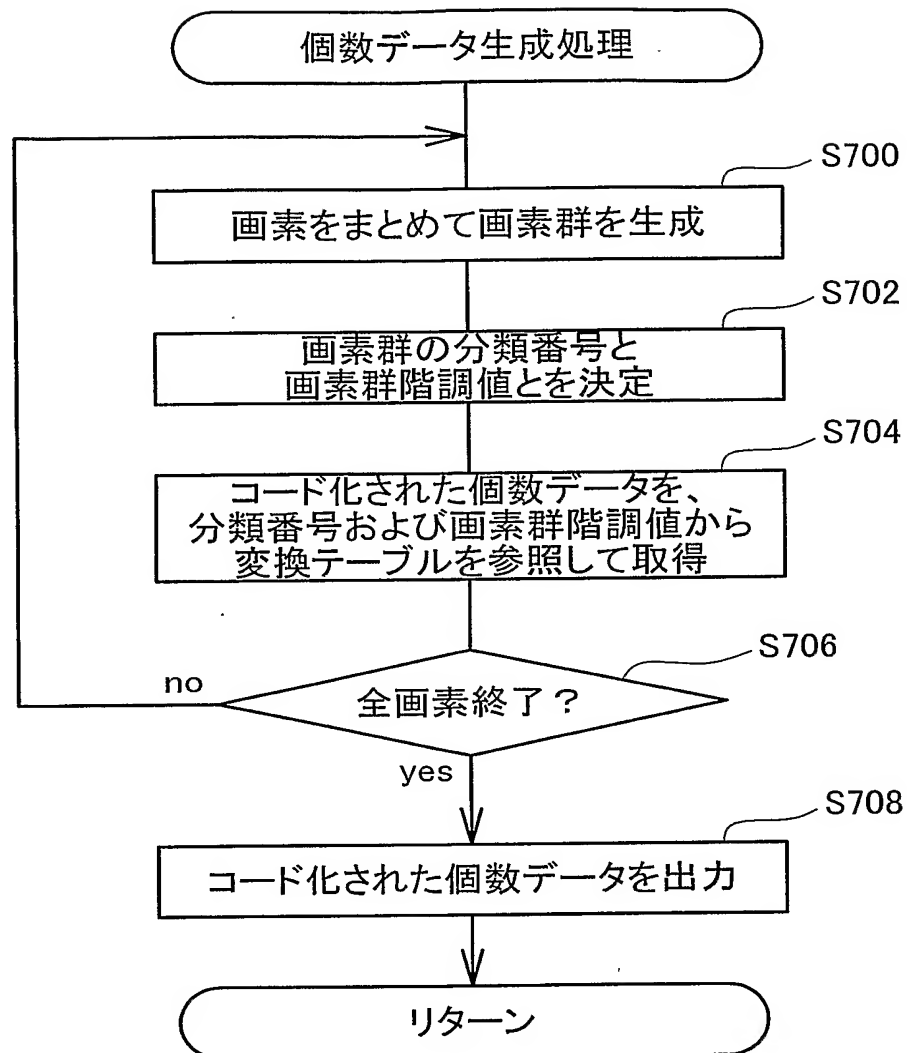 個数データ生成処理
S700
画素をまとめて画素群を生成
S702
画素群の分類番号と
画素群階調値とを決定
S704
コード化された個数データを、
分類番号および画素群階調値から
変換テーブルを参照して取得
S706
no
全画素終了？
yes
S708
コード化された個数データを出力
リターン